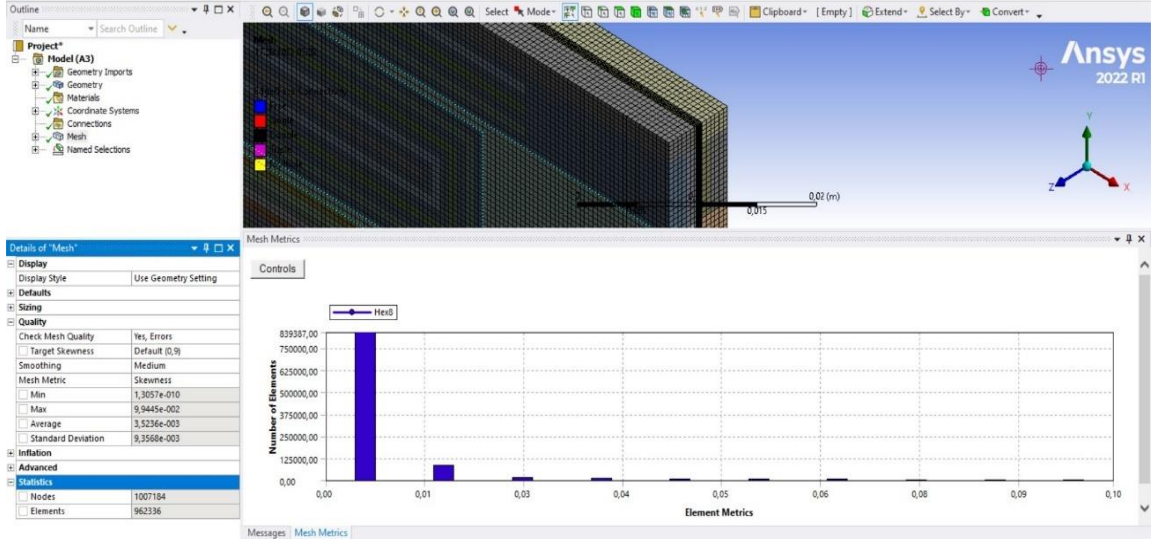 Outline
Name Search Outline
Select Mode Clipboard [Empty] Extend Select By Convert
Project*
Model (A3)
Geometry Imports
Geometry
Materials
Coordinate Systems
Connections
Mesh
Named Selections
Ansys
2022 R1
Y
Z
X
0,02 (m)
0,015
Details of "Mesh"
Display
Display Style Use Geometry Setting
Defaults
Sizing
Quality
Check Mesh Quality Yes, Errors
Target Skewness Default (0,9)
Smoothing Medium
Mesh Metric Skewness
Min 1,3057e-010
Max 9,9445e-002
Average 3,5236e-003
Standard Deviation 9,3568e-003
Inflation
Advanced
Statistics
Nodes 1007184
Elements 962336
Mesh Metrics
Controls
Hex8
Number of Elements
839387,00
750000,00
625000,00
500000,00
375000,00
250000,00
125000,00
0,00
0,00 0,01 0,03 0,04 0,05 0,06 0,08 0,09 0,10
Element Metrics
Messages Mesh Metrics